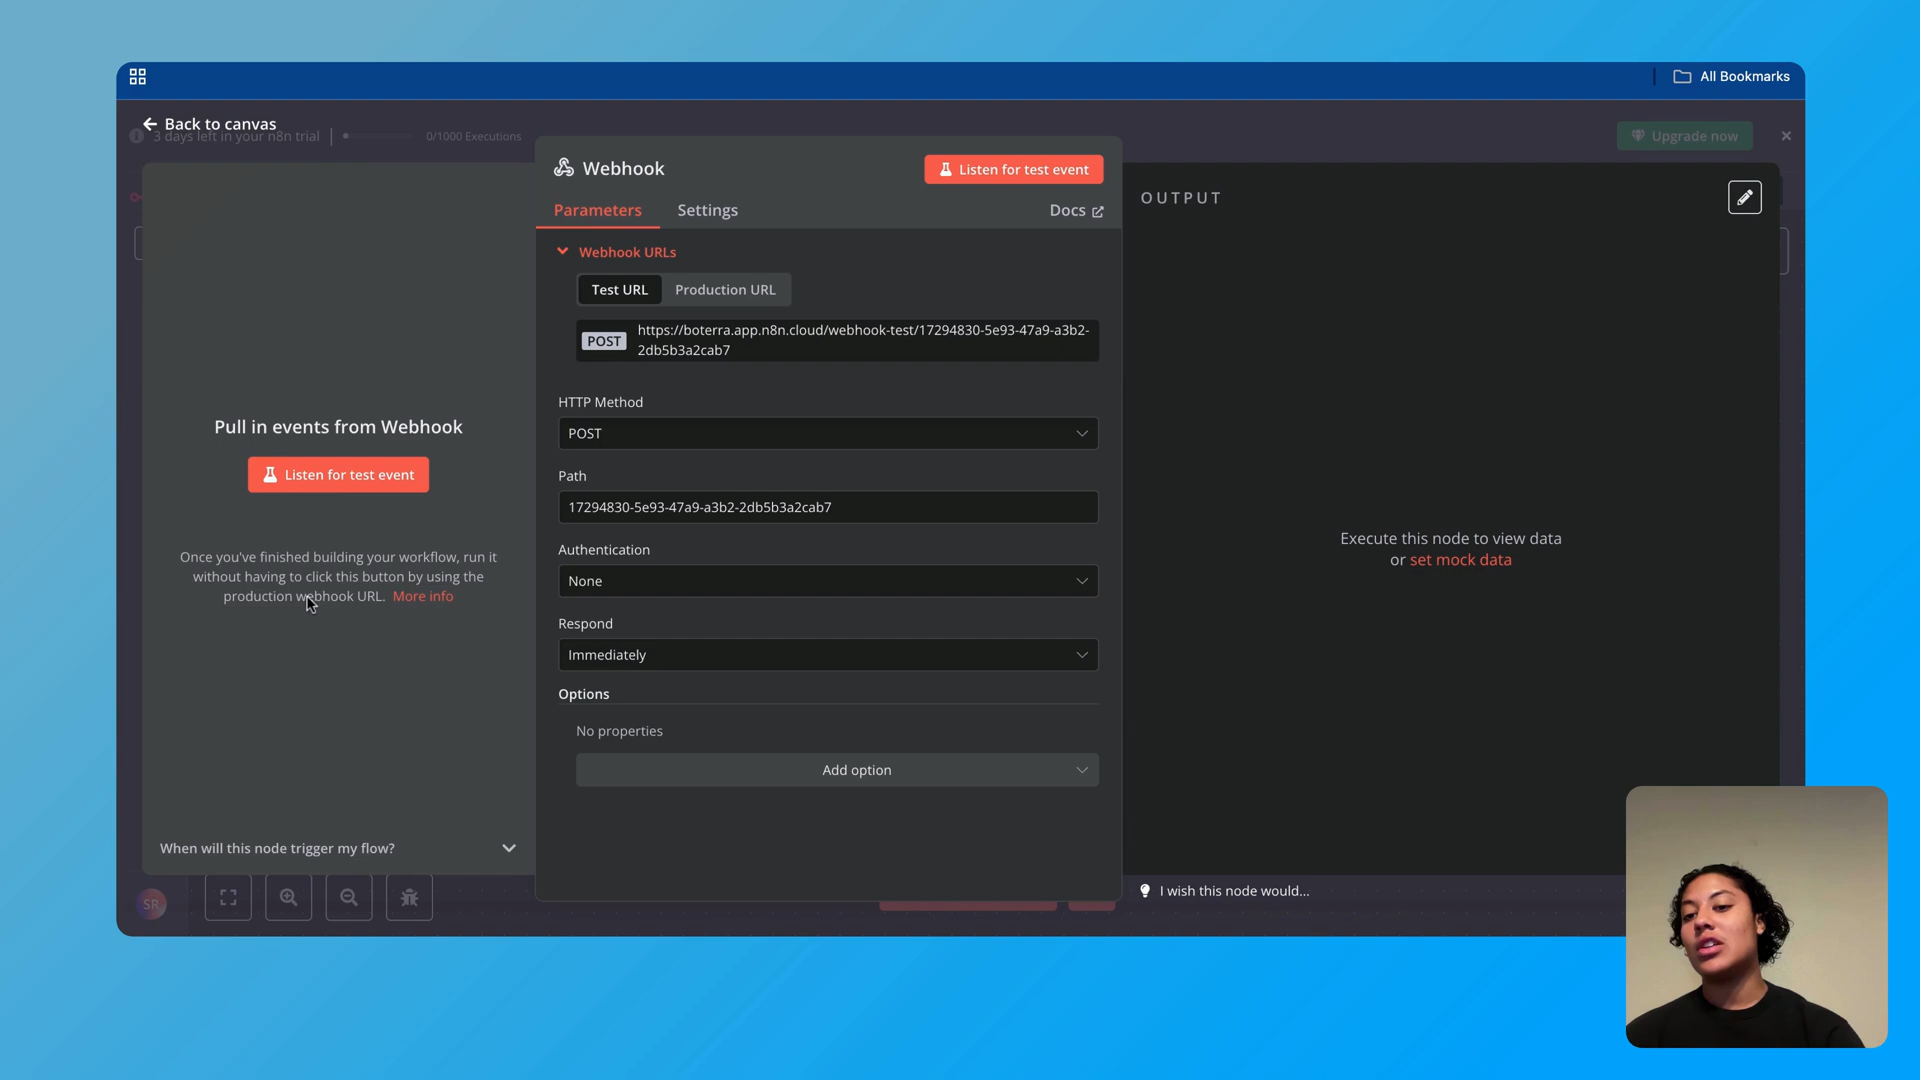 All Bookmarks
Back to canvas
3 days left in your n8n trial
0/1000 Executions
Upgrade now
Webhook
Listen for test event
Parameters
Settings
Docs
OUTPUT
Webhook URLs
Test URL
Production URL
POST
https://boterra.app.n8n.cloud/webhook-test/17294830-5e93-47a9-a3b2-
2db5b3a2cab7
HTTP Method
POST
Path
17294830-5e93-47a9-a3b2-2db5b3a2cab7
Authentication
None
Respond
Immediately
Options
No properties
Add option
Pull in events from Webhook
Listen for test event
Once you've finished building your workflow, run it
without having to click this button by using the
production webhook URL. More info
When will this node trigger my flow?
Execute this node to view data
or set mock data
I wish this node would...
SR